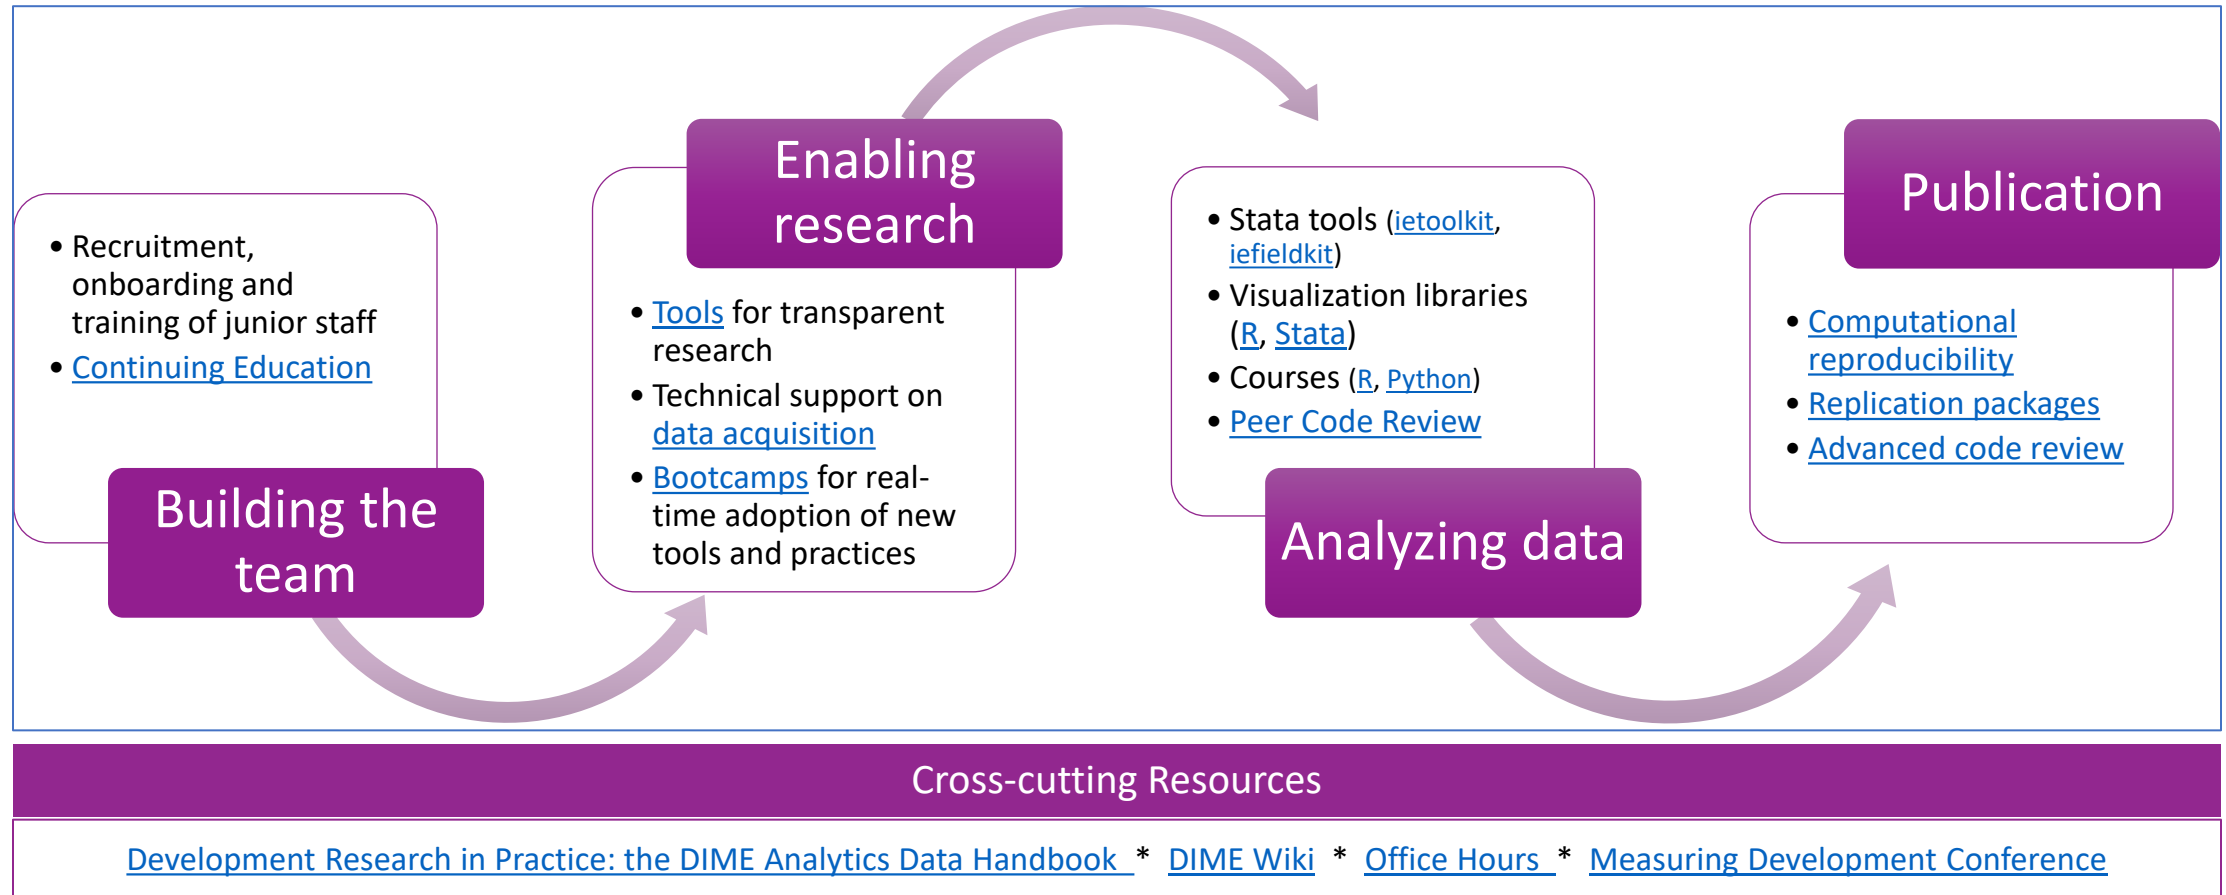 • Recruitment,
onboarding and
training of junior staff
• Continuing Education
Building the
team
Enabling
research
• Tools for transparent
research
• Technical support on
data acquisition
• Bootcamps for real-
time adoption of new
tools and practices
• Stata tools (ietoolkit,
iefieldkit)
• Visualization libraries
(R, Stata)
• Courses (R, Python)
• Peer Code Review
Analyzing data
Publication
• Computational
reproducibility
• Replication packages
• Advanced code review
Cross-cutting Resources
Development Research in Practice: the DIME Analytics Data Handbook * DIME Wiki * Office Hours * Measuring Development Conference